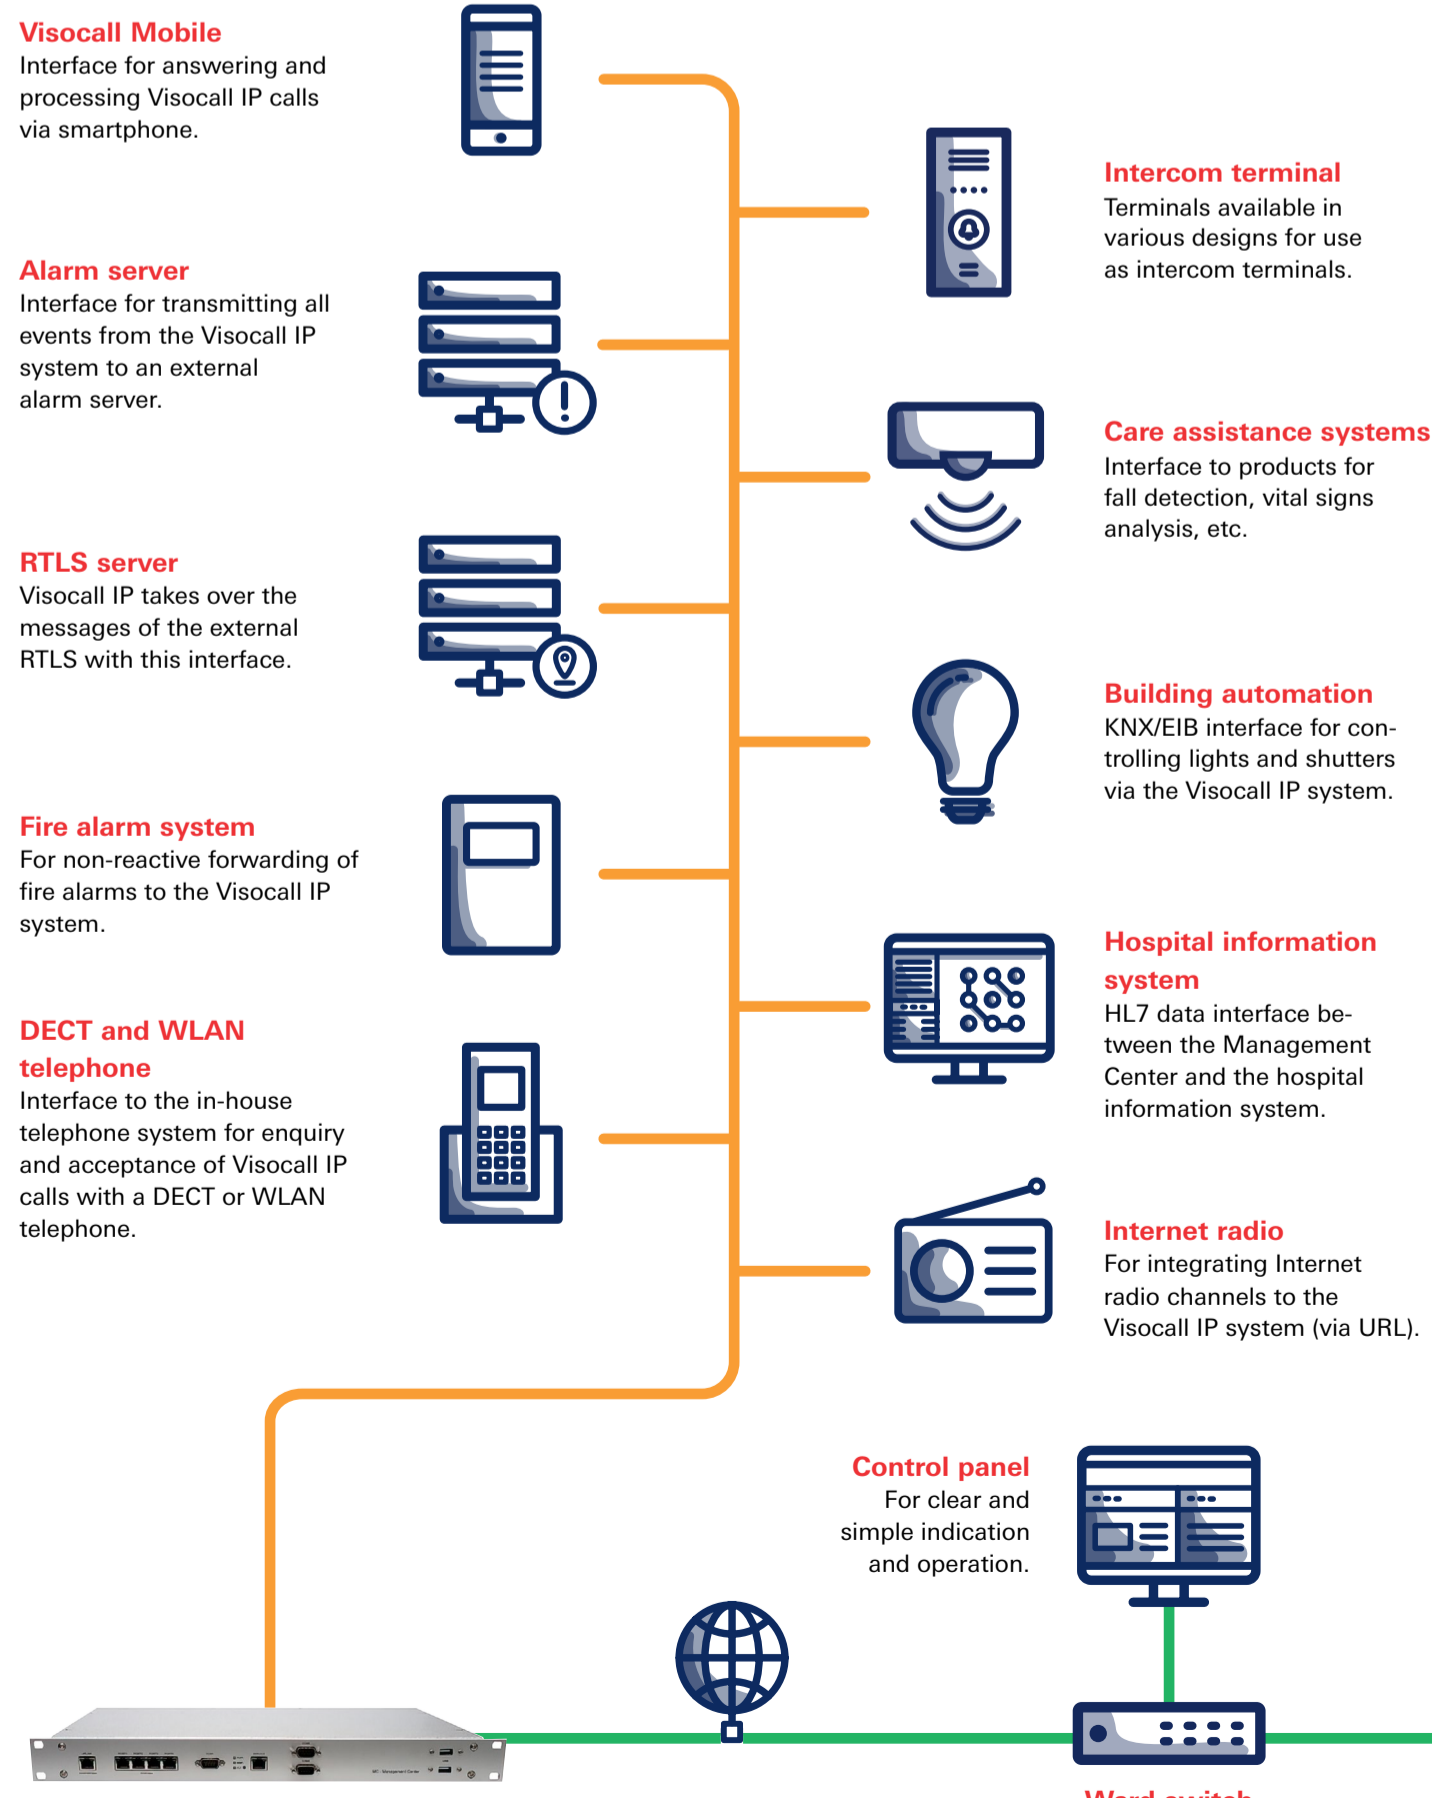 Visocall Mobile
Interface for answering and
processing Visocall IP calls
via smartphone.
Intercom terminal
Terminals available in
various designs for use
as intercom terminals.
Alarm server
Interface for transmitting all
events from the Visocall IP
system to an external
alarm server.
Care assistance systems
Interface to products for
fall detection, vital signs
analysis, etc.
RTLS server
Visocall IP takes over the
messages of the external
RTLS with this interface.
Building automation
KNX/EIB interface for con-
trolling lights and shutters
via the Visocall IP system.
Fire alarm system
For non-reactive forwarding of
fire alarms to the Visocall IP
system.
Hospital information
system
HL7 data interface be-
tween the Management
Center and the hospital
information system.
DECT and WLAN
telephone
Interface to the in-house
telephone system for enquiry
and acceptance of Visocall IP
calls with a DECT or WLAN
telephone.
Internet radio
For integrating Internet
radio channels to the
Visocall IP system (via URL).
Control panel
For clear and
simple indication
and operation.
MC - Management Center
Ward switch